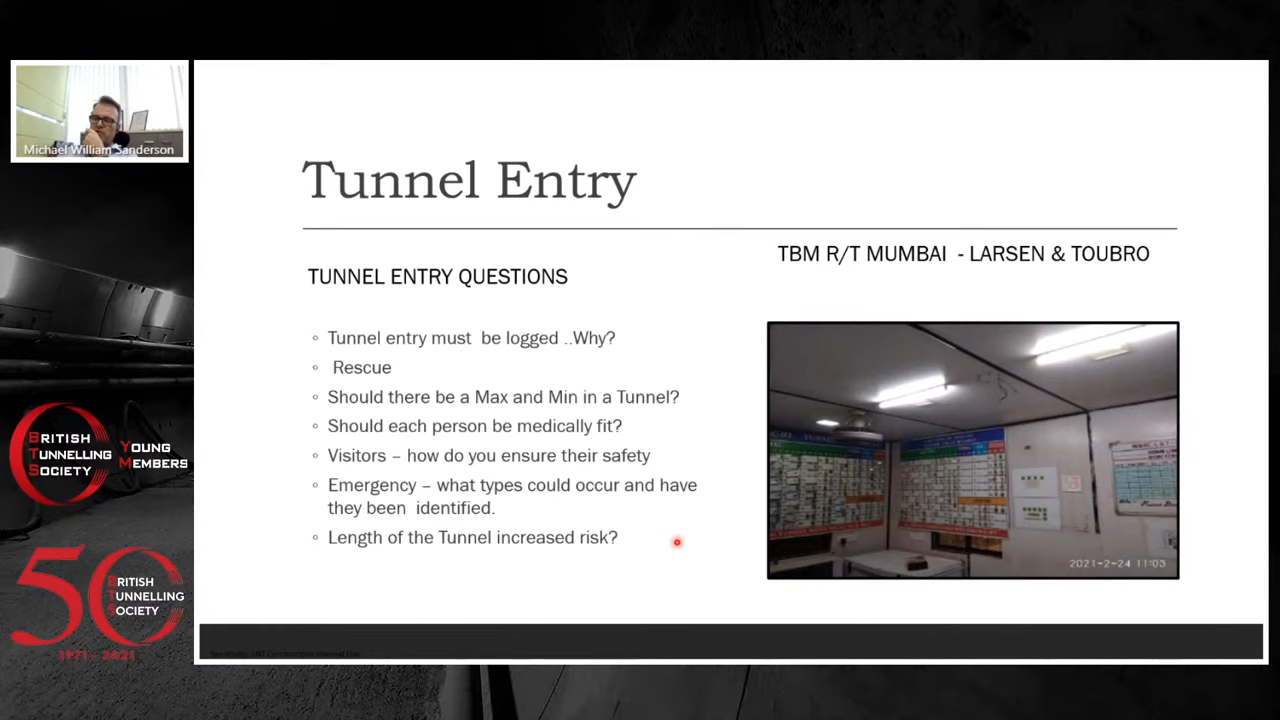 Michael William Sanderson
Tunnel Entry
TBM R/T MUMBAI - LARSEN & TOUBRO
TUNNEL ENTRY QUESTIONS
◦ Tunnel entry must be logged ..Why?
◦ Rescue
◦ Should there be a Max and Min in a Tunnel?
◦ Should each person be medically fit?
◦ Visitors – how do you ensure their safety
◦ Emergency – what types could occur and have
they been identified.
◦ Length of the Tunnel increased risk?
2021-2-24 11:03
BRITISH
TUNNELLING
SOCIETY
YOUNG
MEMBERS
50
BRITISH
TUNNELLING
SOCIETY
1971 - 2021